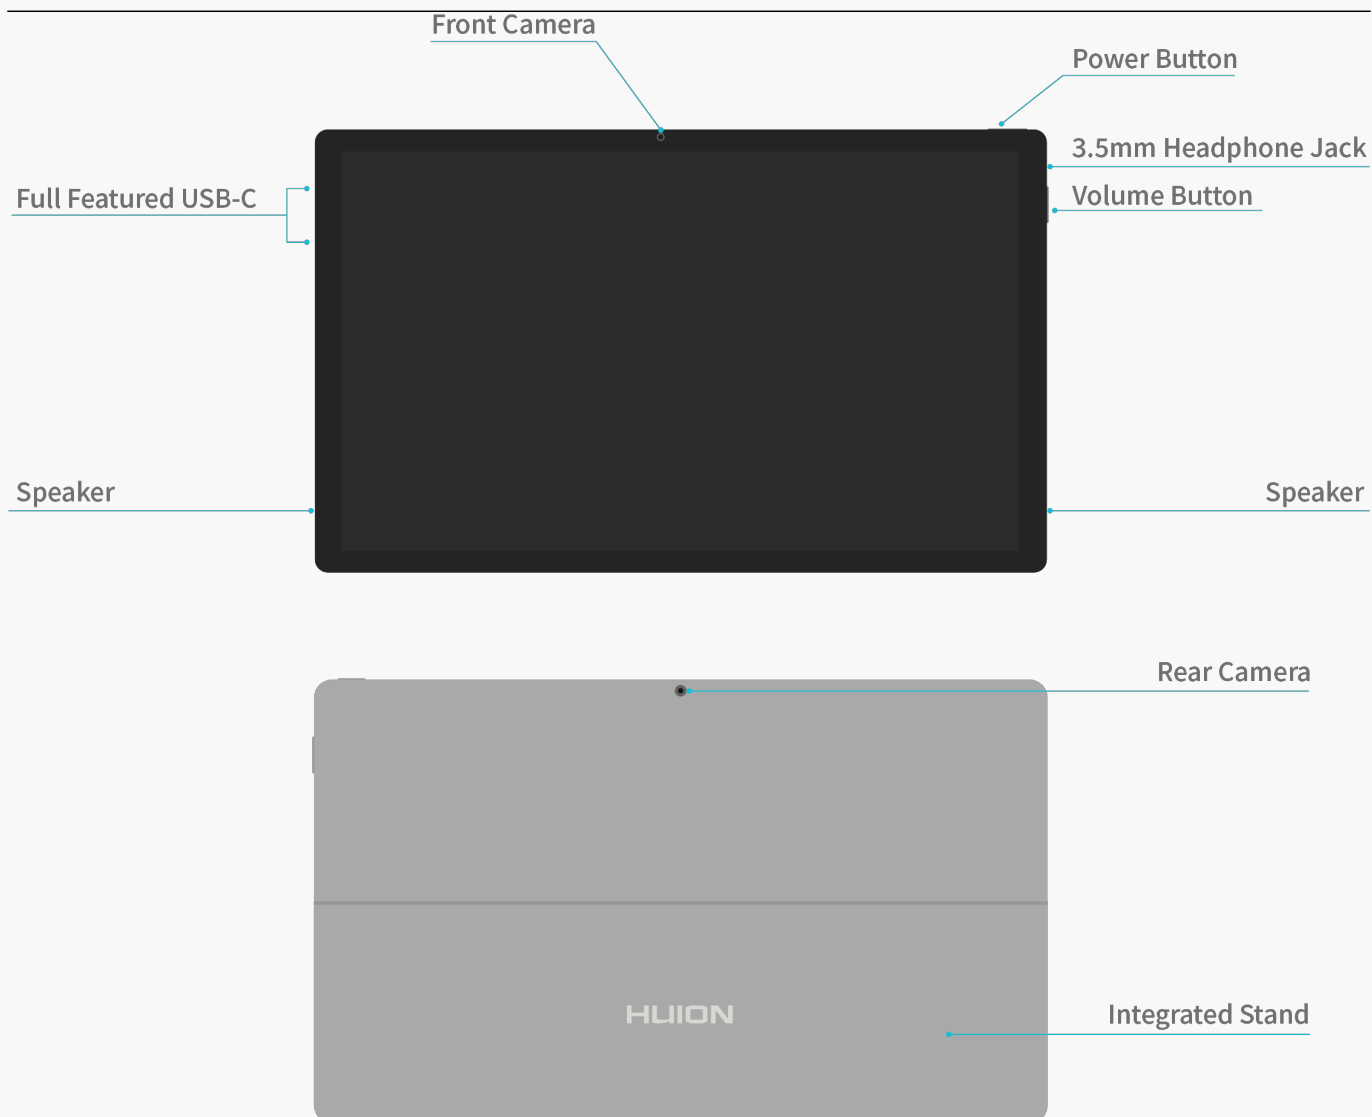 Front Camera
Power Button
3.5mm Headphone Jack
Full Featured USB-C
Volume Button
Speaker
Speaker
Rear Camera
HUION
Integrated Stand